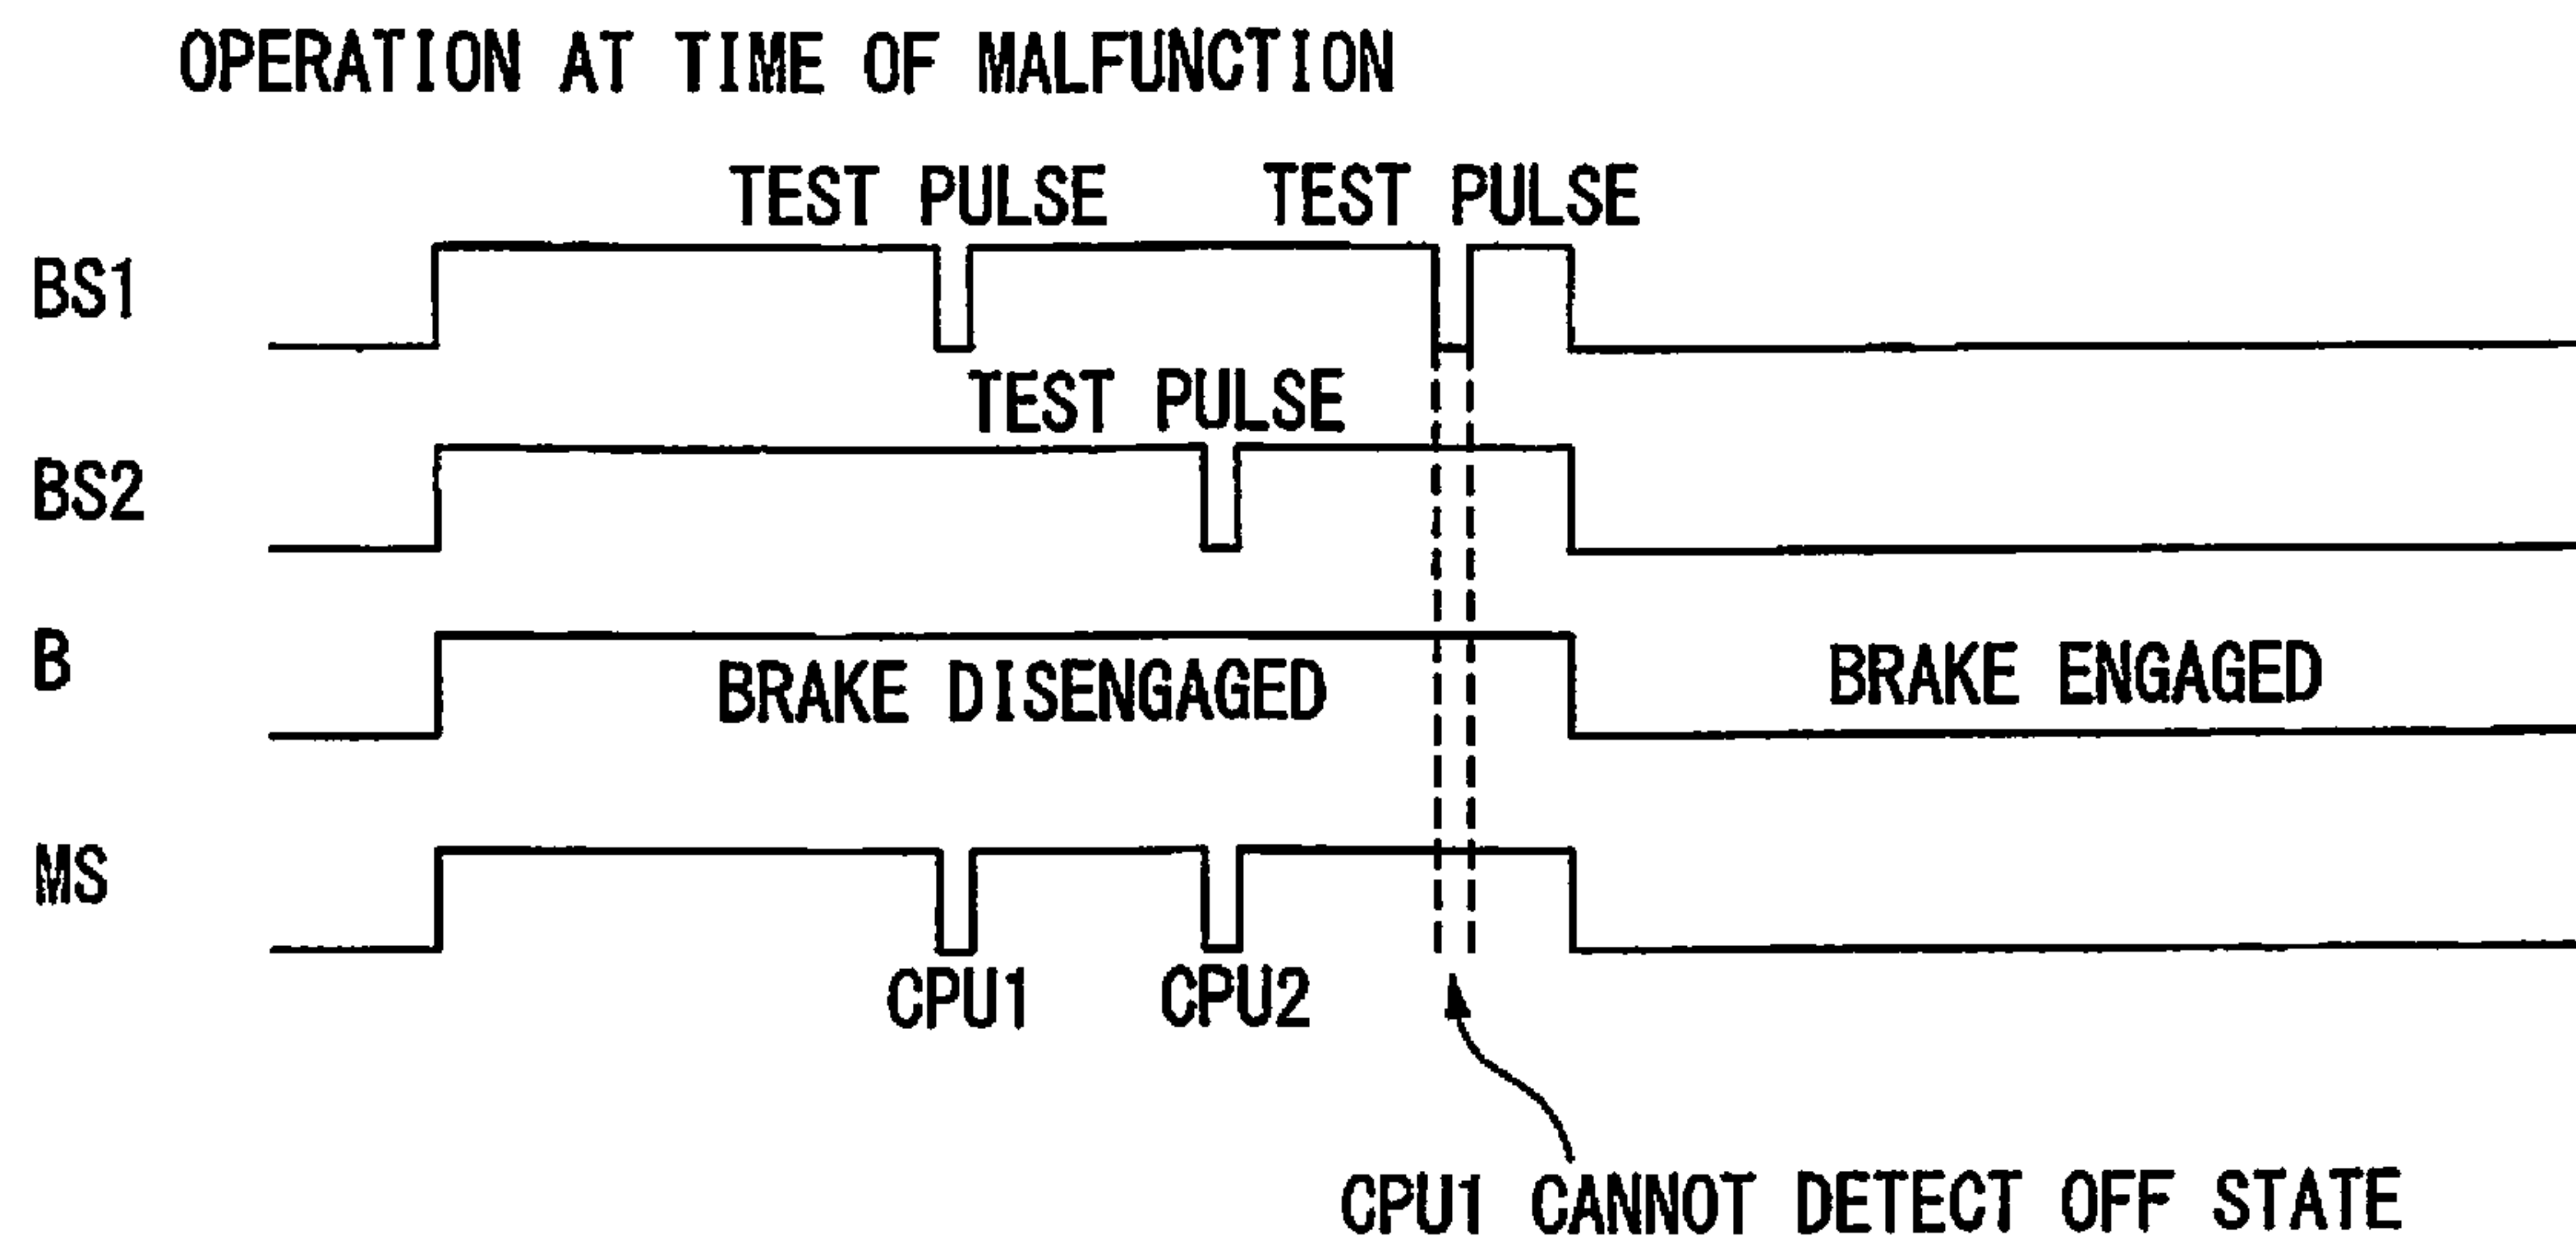 OPERATION AT TIME OF MALFUNCTION
TEST PULSE TEST PULSE
BS1
TEST PULSE
BS2
B
BRAKE DISENGAGED BRAKE ENGAGED
MS
CPU1 CPU2
CPU1 CANNOT DETECT OFF STATE